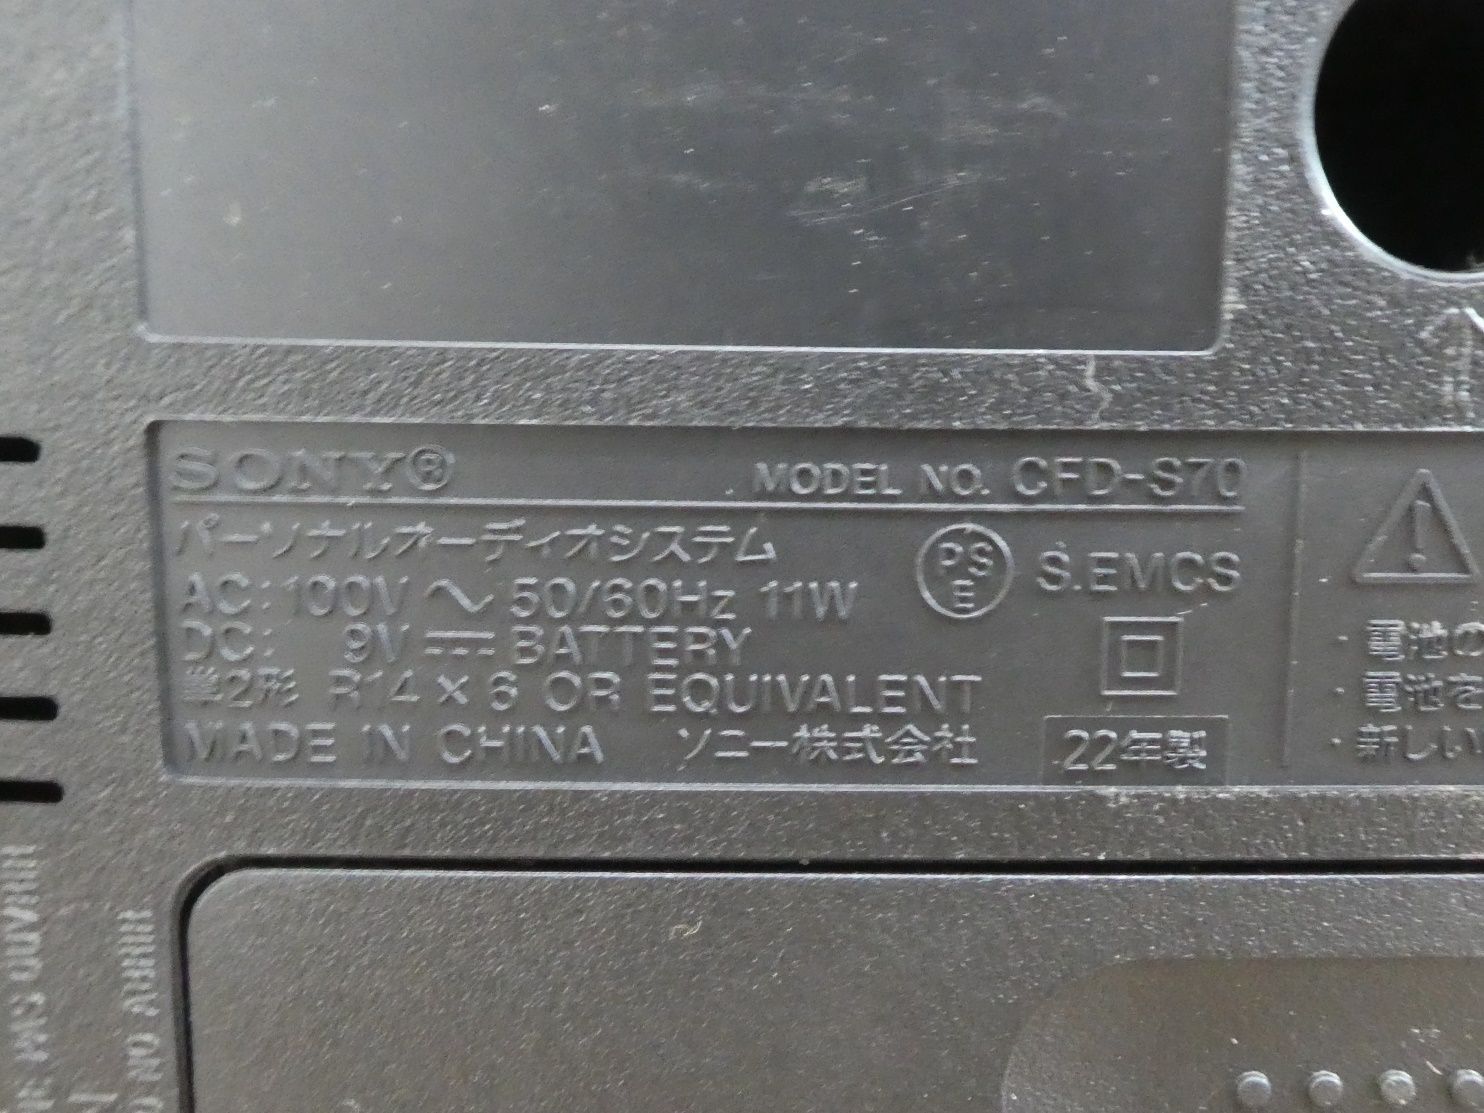 SONY® MODEL NO. CFD-S70
パーソナルオーディオシステム
PSE S.EMCS
AC: 100V ～ 50/60Hz 11W
DC: 9V ⎓ BATTERY
単2形 R14 × 6 OR EQUIVALENT
MADE IN CHINA ソニー株式会社
22年製
・電池の
・電池を
・新しい